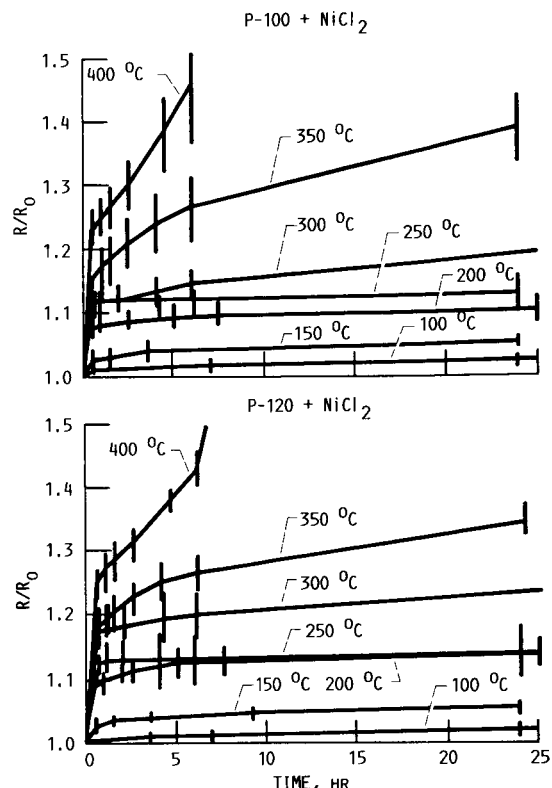 P-100 + NiCl2
400 °C
350 °C
300 °C
250 °C
200 °C
150 °C
100 °C
R/R0
1.5
1.4
1.3
1.2
1.1
1.0
P-120 + NiCl2
400 °C
350 °C
300 °C
250 °C
150 °C
200 °C
100 °C
R/R0
1.5
1.4
1.3
1.2
1.1
1.0
0
5
10
15
20
25
TIME, HR